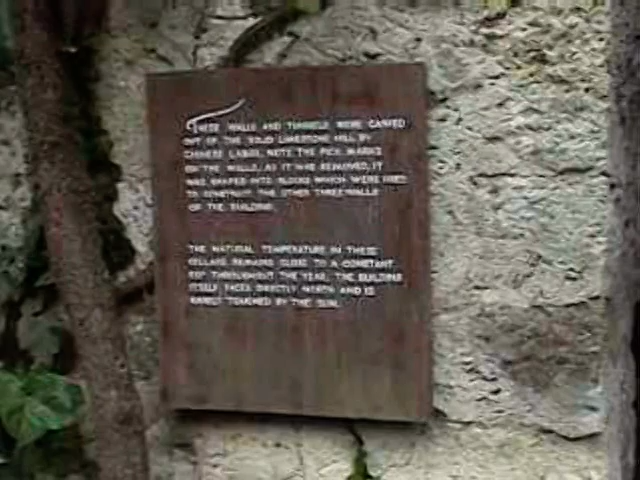 THESE WALLS AND TUNNELS WERE CARVED
OUT OF THE SOLID LIMESTONE HILL BY
CHINESE LABOR. NOTE THE PICK MARKS
ON THE WALLS. AS IT WAS REMOVED, IT
WAS SHAPED INTO BLOCKS WHICH WERE USED
TO CONSTRUCT THE OTHER THREE WALLS
OF THE BUILDING.
THE NATURAL TEMPERATURE IN THESE
CELLARS REMAINS CLOSE TO A CONSTANT
THROUGHOUT THE YEAR. THE BUILDING
ITSELF FACES DIRECTLY NORTH AND IS
RARELY TOUCHED BY THE SUN.